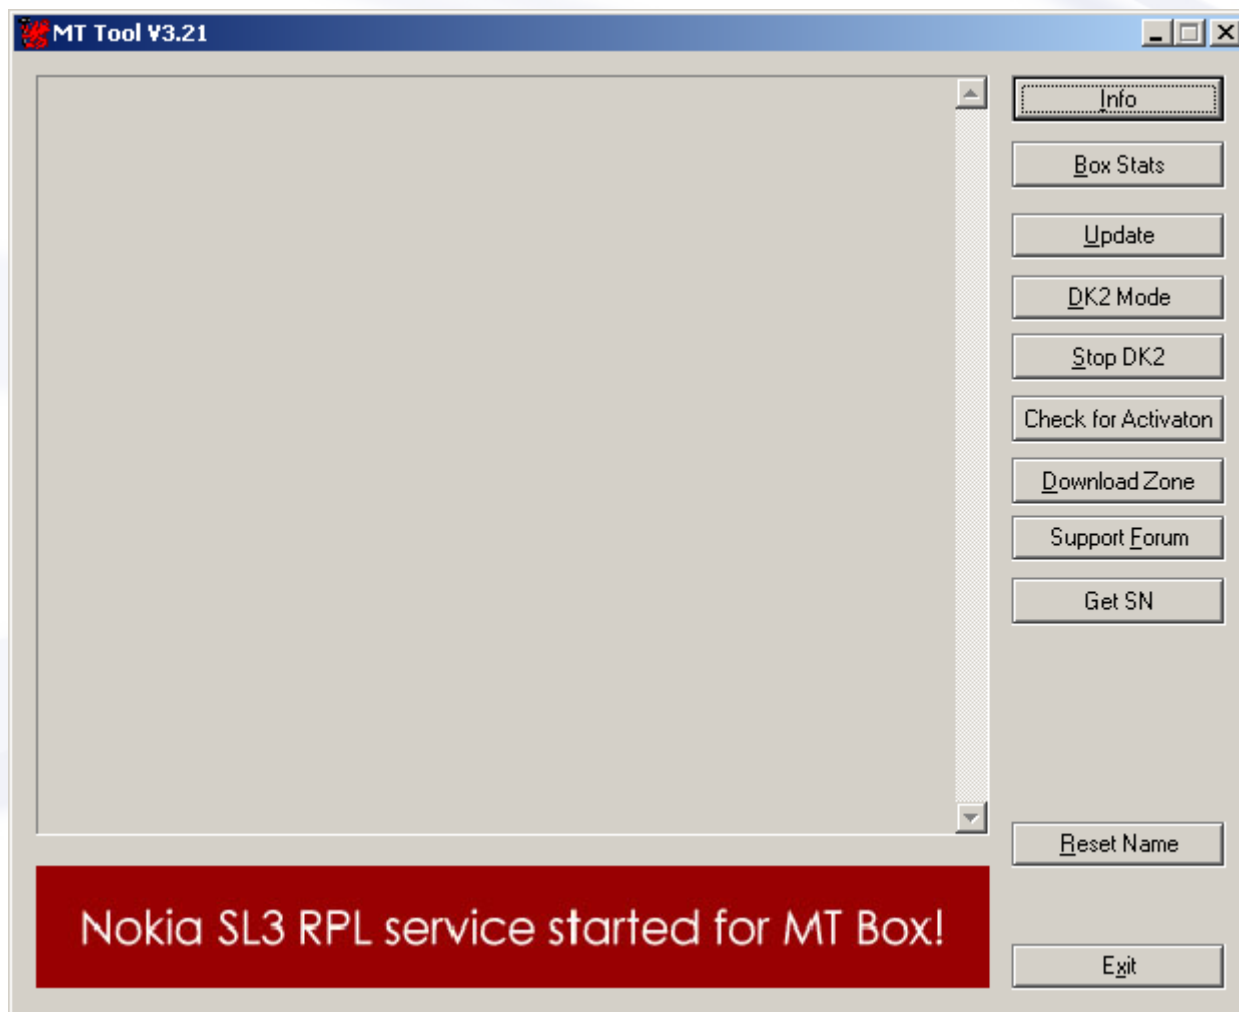 MT Tool V3.21
Info
Box Stats
Update
DK2 Mode
Stop DK2
Check for Activaton
Download Zone
Support Forum
Get SN
Reset Name
Nokia SL3 RPL service started for MT Box!
Exit